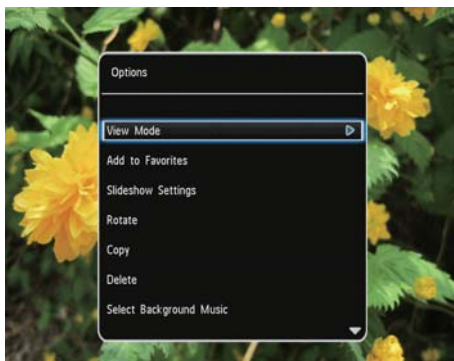 Options
View Mode
Add to Favorites
Slideshow Settings
Rotate
Copy
Delete
Select Background Music